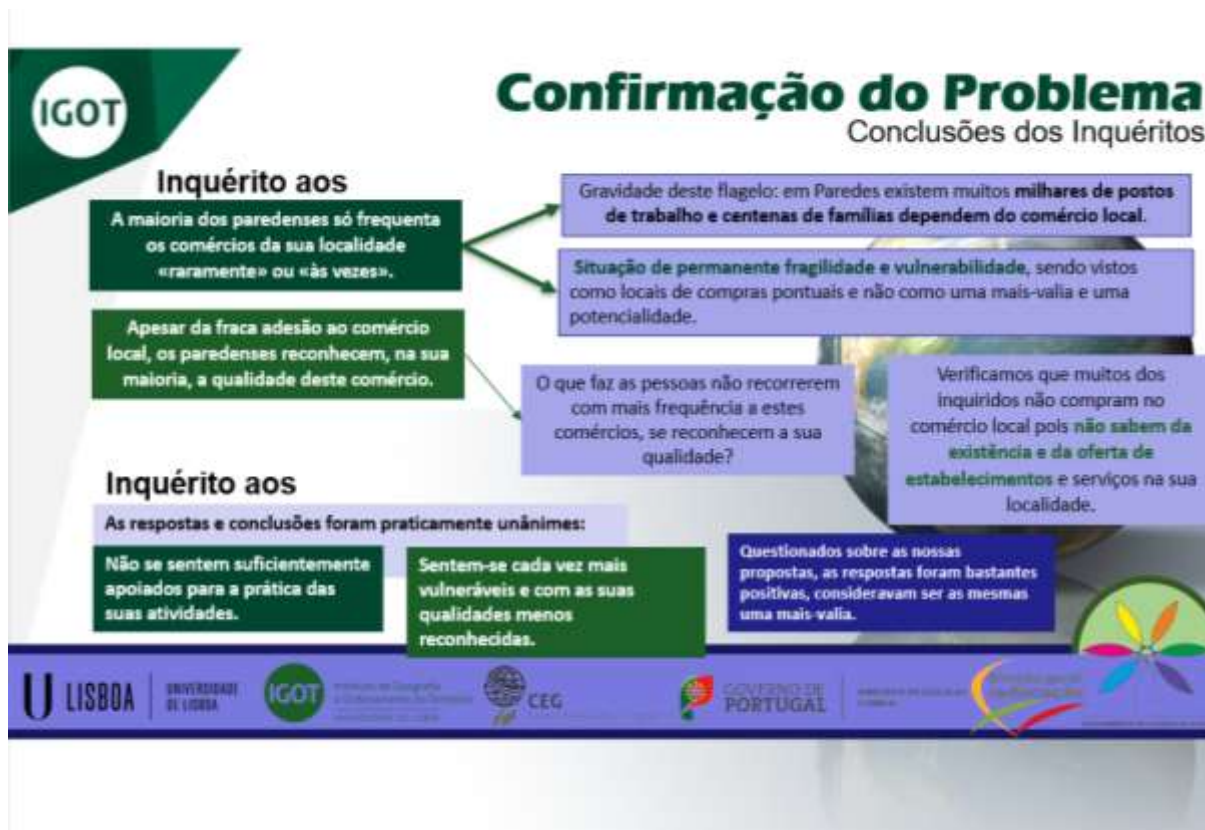 IGOT
Confirmação do Problema
Conclusões dos Inquéritos
Inquérito aos
A maioria dos paredenses só frequenta
os comércios da sua localidade
«raramente» ou «às vezes».
Gravidade deste flagelo: em Paredes existem muitos milhares de postos
de trabalho e centenas de famílias dependem do comércio local.
Situação de permanente fragilidade e vulnerabilidade, sendo vistos
como locais de compras pontuais e não como uma mais-valia e uma
potencialidade.
Apesar da fraca adesão ao comércio
local, os paredenses reconhecem, na sua
maioria, a qualidade deste comércio.
O que faz as pessoas não recorrerem
com mais frequência a estes
comércios, se reconhecem a sua
qualidade?
Verificamos que muitos dos
inquiridos não compram no
comércio local pois não sabem da
existência e da oferta de
estabelecimentos e serviços na sua
localidade.
Inquérito aos
As respostas e conclusões foram praticamente unânimes:
Não se sentem suficientemente
apoiados para a prática das
suas atividades.
Sentem-se cada vez mais
vulneráveis e com as suas
qualidades menos
reconhecidas.
Questionados sobre as nossas
propostas, as respostas foram bastantes
positivas, consideravam ser as mesmas
uma mais-valia.
U LISBOA
UNIVERSIDADE
DE LISBOA
IGOT
CEG
GOVERNO DE
PORTUGAL